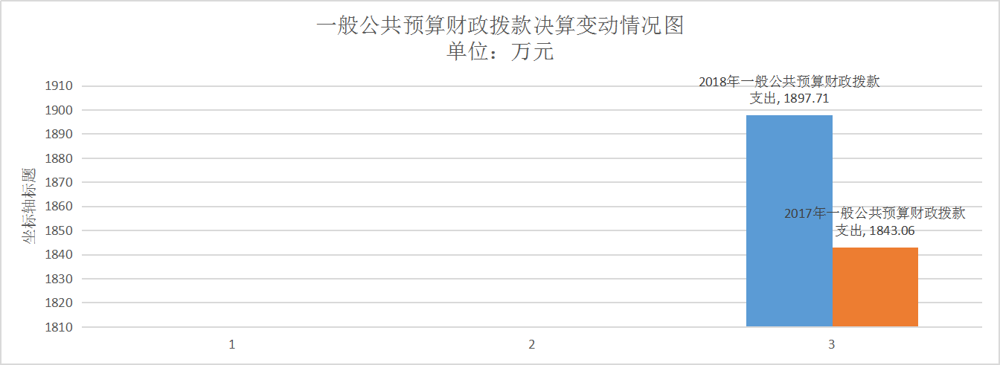 一般公共预算财政拨款决算变动情况图
单位：万元
坐标轴标题
1910
1900
1890
1880
1870
1860
1850
1840
1830
1820
1810
2018年一般公共预算财政拨款
支出, 1897.71
2017年一般公共预算财政拨款
支出, 1843.06
1
2
3